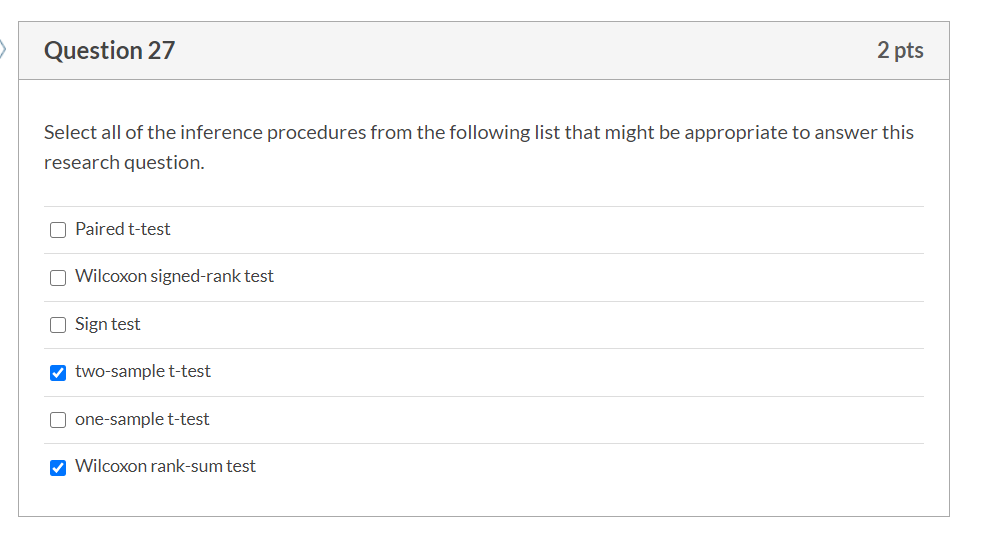 Question 27
2 pts
Select all of the inference procedures from the following list that might be appropriate to answer this
research question.
Paired t-test
Wilcoxon signed-rank test
Sign test
two-sample t-test
one-sample t-test
Wilcoxon rank-sum test